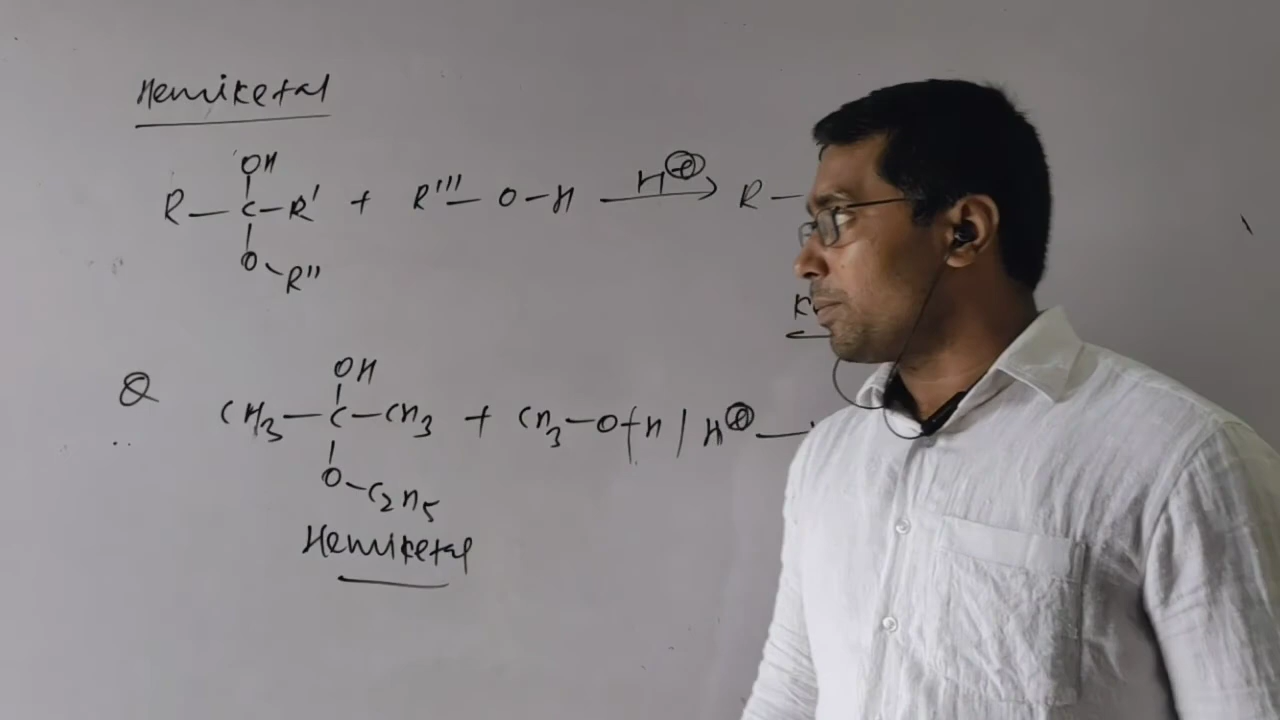 Hemiketal
OH
R—C—R' + R'''—O—H H⊕→ R—
O—R''
K
Q
OH
CH3—C—CH3 + CH3—O—H / H⊕—
O—C2H5
Hemiketal